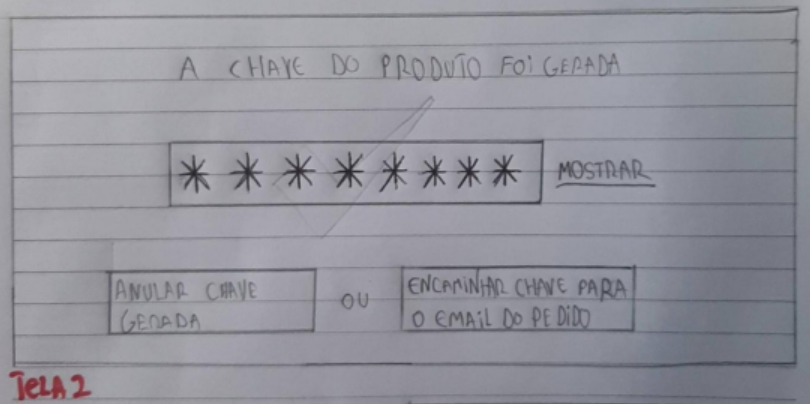 A CHAVE DO PRODUTO FOI GERADA
* * * * * * * * MOSTRAR
ANULAR CHAVE
GERADA
OU
ENCAMINHAR CHAVE PARA
O EMAIL DO PEDIDO
TELA 2